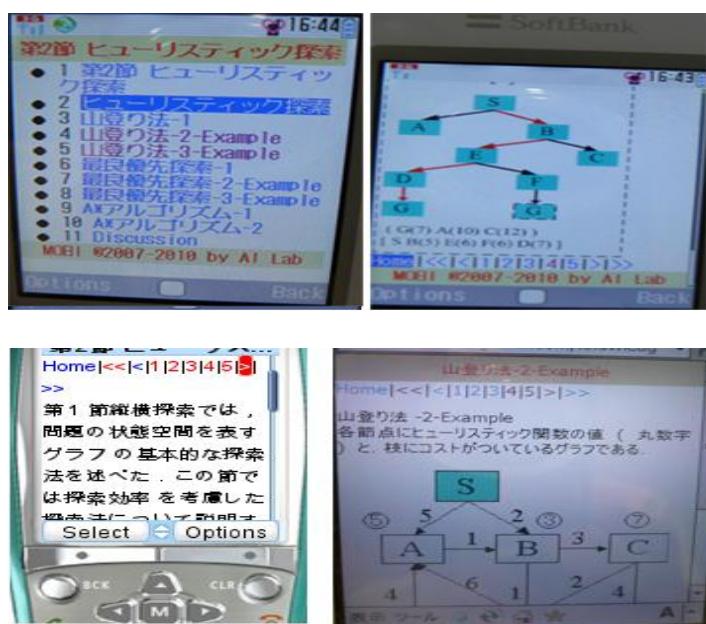 16:44
第2節 ヒューリスティック探索
1 第2節 ヒューリスティッ
ク探索
2 ヒューリスティック探索
3 山登り法-1
4 山登り法-2-Example
5 山登り法-3-Example
6 最良優先探索-1
7 最良優先探索-2-Example
8 最良優先探索-3-Example
9 A*アルゴリズム-1
10 A*アルゴリズム-2
11 Discussion
MOBI ©2007-2010 by AI Lab
Options
Back
SoftBank
16:43
S
A
B
E
C
D
F
G
G
( G(7) A(10) C(12) )
[ S B(5) E(6) F(6) D(7) ]
Home|<<|<|1|2|3|4|5|>|>>
MOBI ©2007-2010 by AI Lab
Options
Back
Home|<<|<|1|2|3|4|5|>|
>>
第1 節縦横探索では,
問題の状態空間を表す
グラフの基本的な探索
法を述べた . この節で
は探索効率 を考慮した
Select
Options
BCK
CLR
M
山登り法-2-Example
Home|<<|<|1|2|3|4|5|>|>>
山登り法 -2-Example
各節点にヒューリスティック関数の値 ( 丸数字
) と, 枝にコストがついているグラフである.
S
⑤ 5 2 ③ ⑦
A 1 B 3 C
4 6 1 2 4
表示 ツール
A